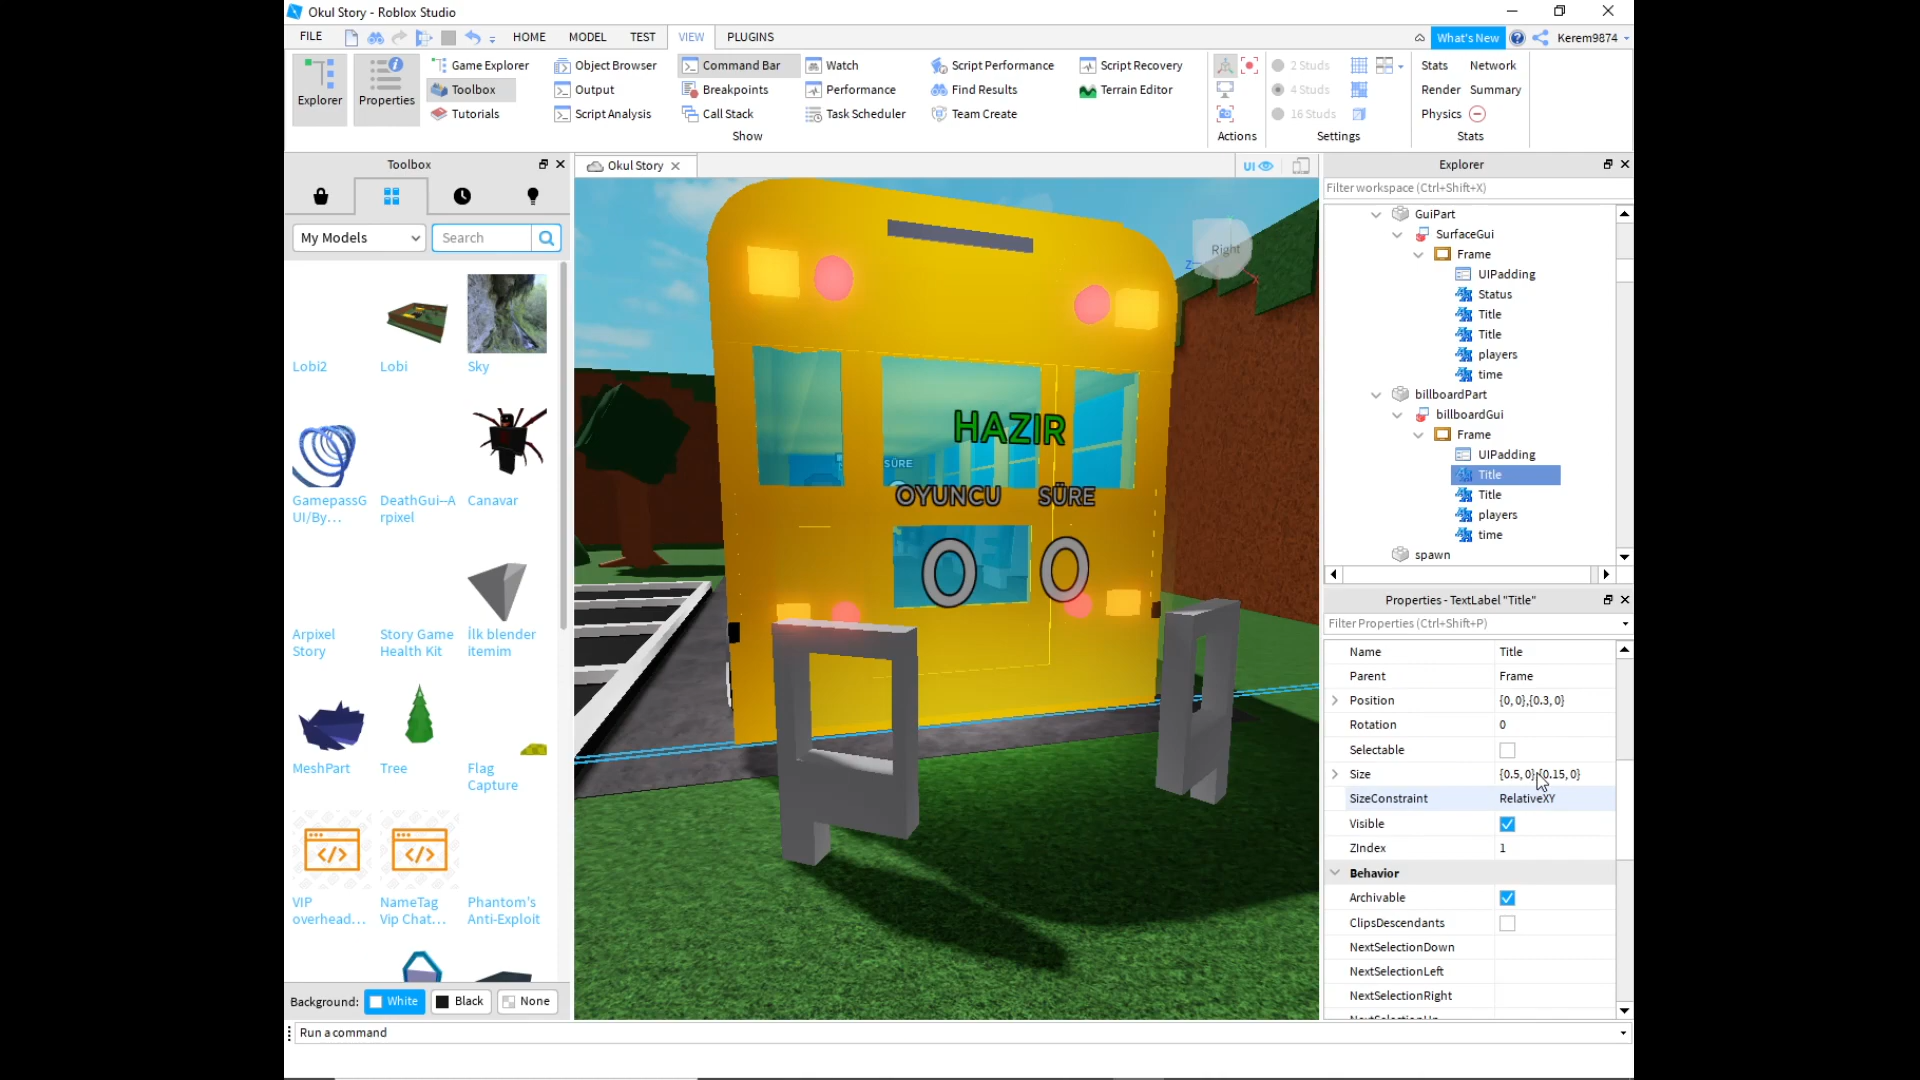 Okul Story - Roblox Studio
FILE HOME MODEL TEST VIEW PLUGINS What's New Kerem9874
Explorer
Properties
Game Explorer
Toolbox
Tutorials
Object Browser
Output
Script Analysis
Command Bar
Breakpoints
Call Stack
Watch
Performance
Task Scheduler
Script Performance
Find Results
Team Create
Script Recovery
Terrain Editor
Show
Actions
2 Studs
4 Studs
16 Studs
Settings
Stats Network
Render Summary
Physics
Stats
Toolbox
My Models
Search
Lobi2
Lobi
Sky
GamepassG
UI/By...
DeathGui--A
rpixel
Canavar
Arpixel
Story
Story Game
Health Kit
İlk blender
itemim
MeshPart
Tree
Flag
Capture
VIP
overhead...
NameTag
Vip Chat...
Phantom's
Anti-Exploit
Background: White Black None
Run a command
Okul Story
UI
Right
Z
X
HAZIR
SÜRE
OYUNCU SÜRE
0 0
Explorer
Filter workspace (Ctrl+Shift+X)
GuiPart
SurfaceGui
Frame
UIPadding
Status
Title
Title
players
time
billboardPart
billboardGui
Frame
UIPadding
Title
Title
players
time
spawn
Properties - TextLabel "Title"
Filter Properties (Ctrl+Shift+P)
Name Title
Parent Frame
Position {0, 0},{0.3, 0}
Rotation 0
Selectable
Size {0.5, 0},{0.15, 0}
SizeConstraint RelativeXY
Visible
ZIndex 1
Behavior
Archivable
ClipsDescendants
NextSelectionDown
NextSelectionLeft
NextSelectionRight